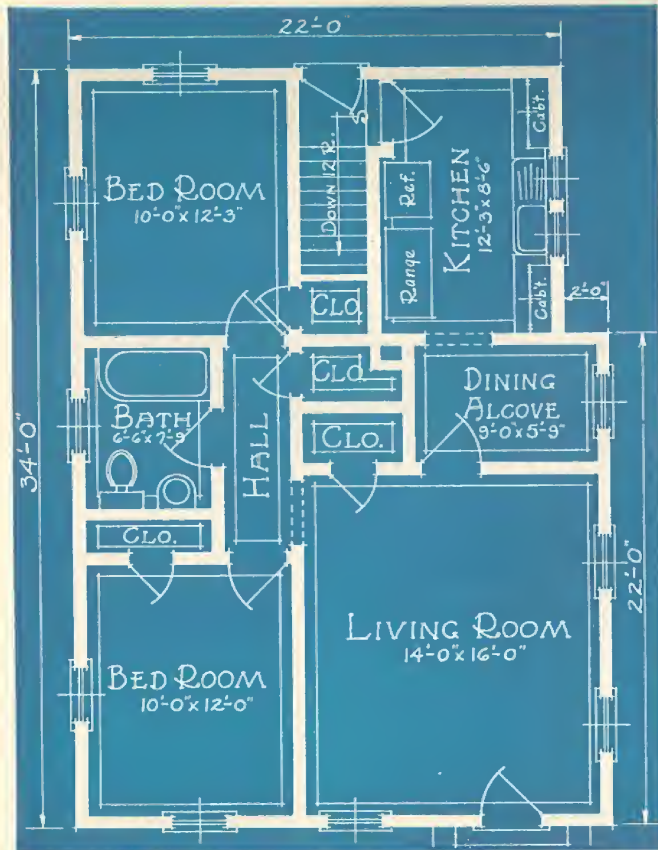 22'-0"
BED ROOM
10'-0" x 12'-3"
DOWN 12 R.
Ref.
Range
KITCHEN
12'-3" x 8'-6"
Cab't.
Cab't.
2'-0"
CLO.
CLO.
CLO.
DINING
ALCOVE
9'-0" x 5'-9"
34'-0"
BATH
6'-6" x 7'-9"
HALL
CLO.
22'-0"
LIVING ROOM
14'-0" x 16'-0"
BED ROOM
10'-0" x 12'-0"